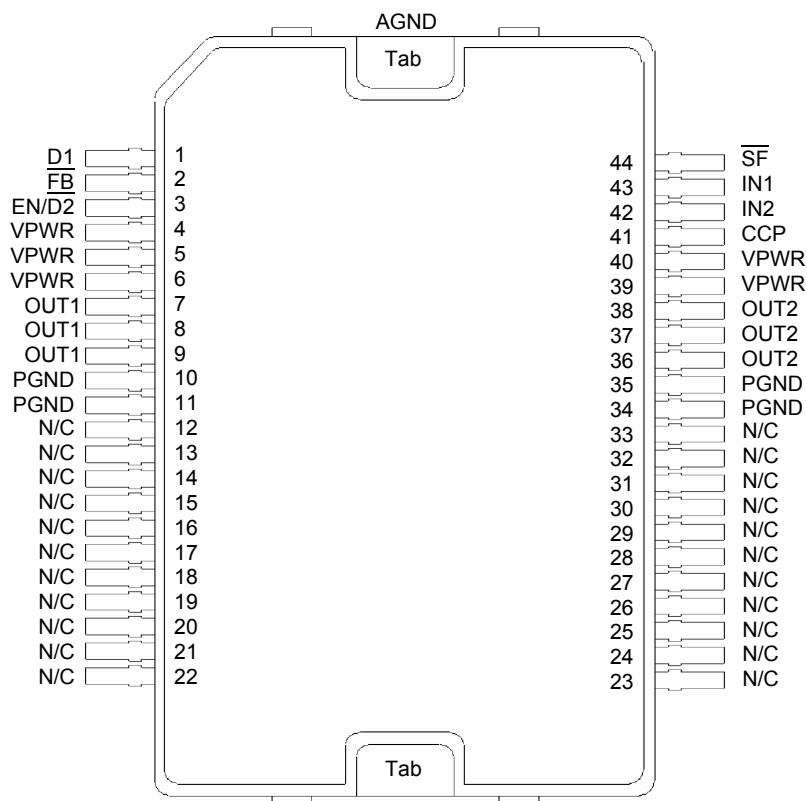 AGND
Tab
D1 1
FB 2
EN/D2 3
VPWR 4
VPWR 5
VPWR 6
OUT1 7
OUT1 8
OUT1 9
PGND 10
PGND 11
N/C 12
N/C 13
N/C 14
N/C 15
N/C 16
N/C 17
N/C 18
N/C 19
N/C 20
N/C 21
N/C 22
44 SF
43 IN1
42 IN2
41 CCP
40 VPWR
39 VPWR
38 OUT2
37 OUT2
36 OUT2
35 PGND
34 PGND
33 N/C
32 N/C
31 N/C
30 N/C
29 N/C
28 N/C
27 N/C
26 N/C
25 N/C
24 N/C
23 N/C
Tab